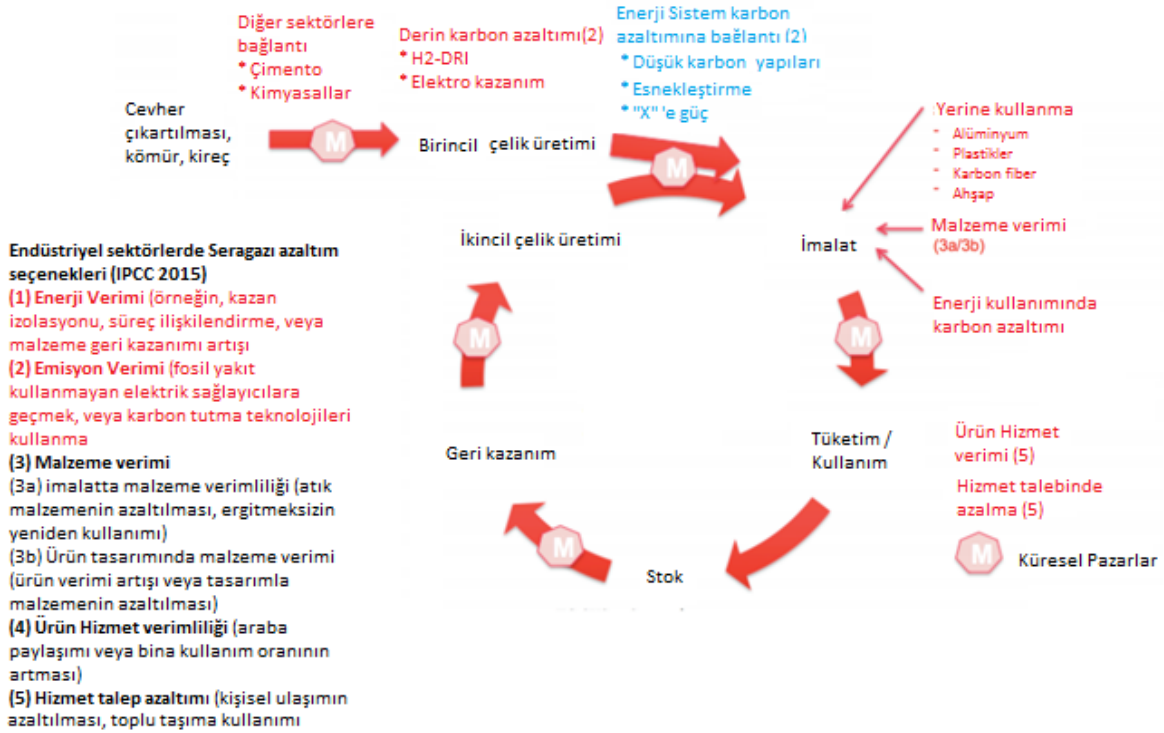 Diğer sektörlere
bağlantı
* Çimento
* Kimyasallar
Derin karbon azaltımı(2)
* H2-DRI
* Elektro kazanım
Enerji Sistem karbon
azaltımına bağlantı (2)
* Düşük karbon yapıları
* Esnekleştirme
* "X" 'e güç
Cevher
çıkartılması,
kömür, kireç
M
Birincil çelik üretimi
M
Yerine kullanma
- Alüminyum
- Plastikler
- Karbon fiber
- Ahşap
İkincil çelik üretimi
İmalat
Malzeme verimi
(3a/3b)
Enerji kullanımında
karbon azaltımı
M
M
Geri kazanım
Tüketim /
Kullanım
Ürün Hizmet
verimi (5)
Hizmet talebinde
azalma (5)
M
Stok
M
Küresel Pazarlar
Endüstriyel sektörlerde Seragazı azaltım
seçenekleri (IPCC 2015)
(1) Enerji Verimi (örneğin, kazan
izolasyonu, süreç ilişkilendirme, veya
malzeme geri kazanımı artışı
(2) Emisyon Verimi (fosil yakıt
kullanmayan elektrik sağlayıcılara
geçmek, veya karbon tutma teknolojileri
kullanma
(3) Malzeme verimi
(3a) imalatta malzeme verimliliği (atık
malzemenin azaltılması, ergitmeksizin
yeniden kullanımı)
(3b) Ürün tasarımında malzeme verimi
(ürün verimi artışı veya tasarımla
malzemenin azaltılması)
(4) Ürün Hizmet verimliliği (araba
paylaşımı veya bina kullanım oranının
artması)
(5) Hizmet talep azaltımı (kişisel ulaşımın
azaltılması, toplu taşıma kullanımı